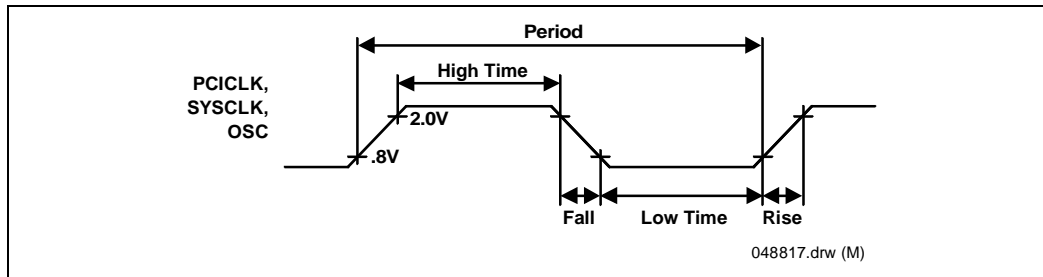 Period
High Time
PCICLK,
SYSCLK,
OSC
2.0V
.8V
Fall
Low Time
Rise
048817.drw (M)